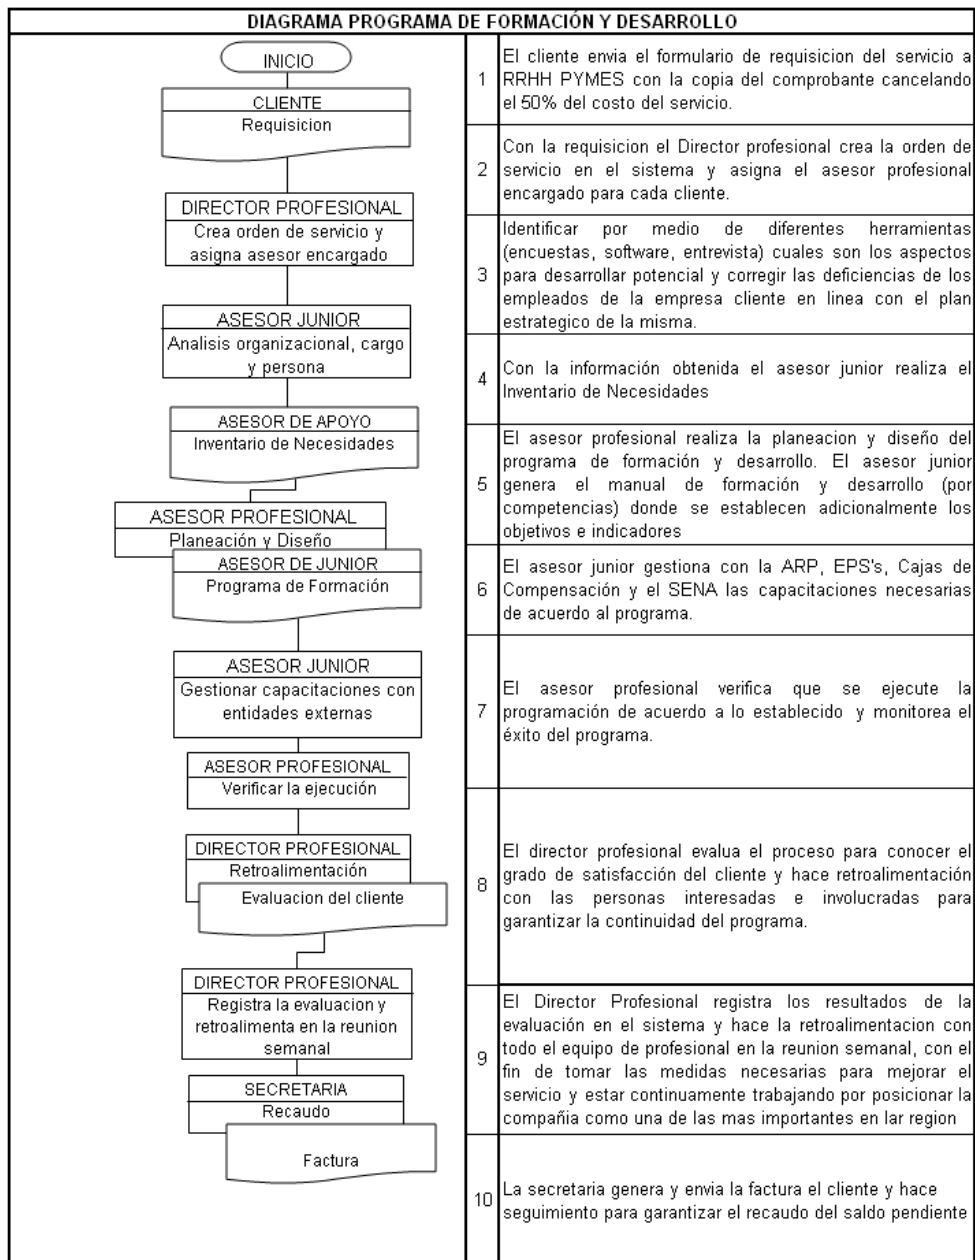 DIAGRAMA PROGRAMA DE FORMACIÓN Y DESARROLLO
INICIO
CLIENTE
Requisicion
DIRECTOR PROFESIONAL
Crea orden de servicio y
asigna asesor encargado
ASESOR JUNIOR
Analisis organizacional, cargo
y persona
ASESOR DE APOYO
Inventario de Necesidades
ASESOR PROFESIONAL
Planeación y Diseño
ASESOR DE JUNIOR
Programa de Formación
ASESOR JUNIOR
Gestionar capacitaciones con
entidades externas
ASESOR PROFESIONAL
Verificar la ejecución
DIRECTOR PROFESIONAL
Retroalimentación
Evaluacion del cliente
DIRECTOR PROFESIONAL
Registra la evaluacion y
retroalimenta en la reunion
semanal
SECRETARIA
Recaudo
Factura
1
El cliente envia el formulario de requisicion del servicio a
RRHH PYMES con la copia del comprobante cancelando
el 50% del costo del servicio.
2
Con la requisicion el Director profesional crea la orden de
servicio en el sistema y asigna el asesor profesional
encargado para cada cliente.
3
Identificar por medio de diferentes herramientas
(encuestas, software, entrevista) cuales son los aspectos
para desarrollar potencial y corregir las deficiencias de los
empleados de la empresa cliente en linea con el plan
estrategico de la misma.
4
Con la información obtenida el asesor junior realiza el
Inventario de Necesidades
5
El asesor profesional realiza la planeacion y diseño del
programa de formación y desarrollo. El asesor junior
genera el manual de formación y desarrollo (por
competencias) donde se establecen adicionalmente los
objetivos e indicadores
6
El asesor junior gestiona con la ARP, EPS's, Cajas de
Compensación y el SENA las capacitaciones necesarias
de acuerdo al programa.
7
El asesor profesional verifica que se ejecute la
programación de acuerdo a lo establecido y monitorea el
éxito del programa.
8
El director profesional evalua el proceso para conocer el
grado de satisfacción del cliente y hace retroalimentación
con las personas interesadas e involucradas para
garantizar la continuidad del programa.
9
El Director Profesional registra los resultados de la
evaluación en el sistema y hace la retroalimentacion con
todo el equipo de profesional en la reunion semanal, con el
fin de tomar las medidas necesarias para mejorar el
servicio y estar continuamente trabajando por posicionar la
compañia como una de las mas importantes en lar region
10
La secretaria genera y envia la factura el cliente y hace
seguimiento para garantizar el recaudo del saldo pendiente